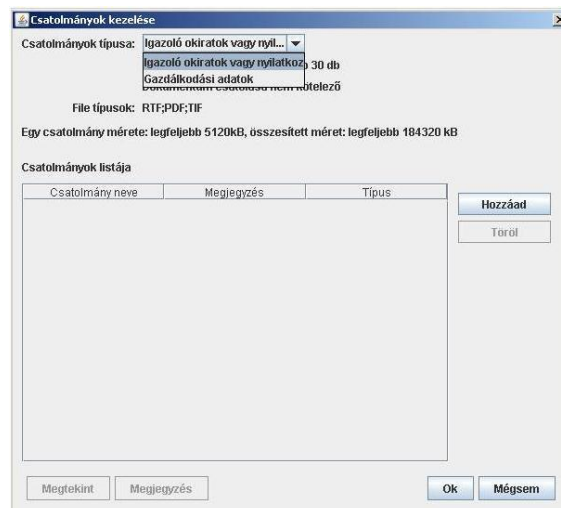 Csatolmányok kezelése
Csatolmányok típusa: Igazoló okiratok vagy nyil...
Igazoló okiratok vagy nyilatkoz
30 db
Gazdálkodási adatok
File típusok: RTF;PDF;TIF
Egy csatolmány mérete: legfeljebb 5120kB, összesített méret: legfeljebb 184320 kB
Csatolmányok listája
Csatolmány neve Megjegyzés Típus
Hozzáad
Töröl
Megtekint Megjegyzés Ok Mégsem